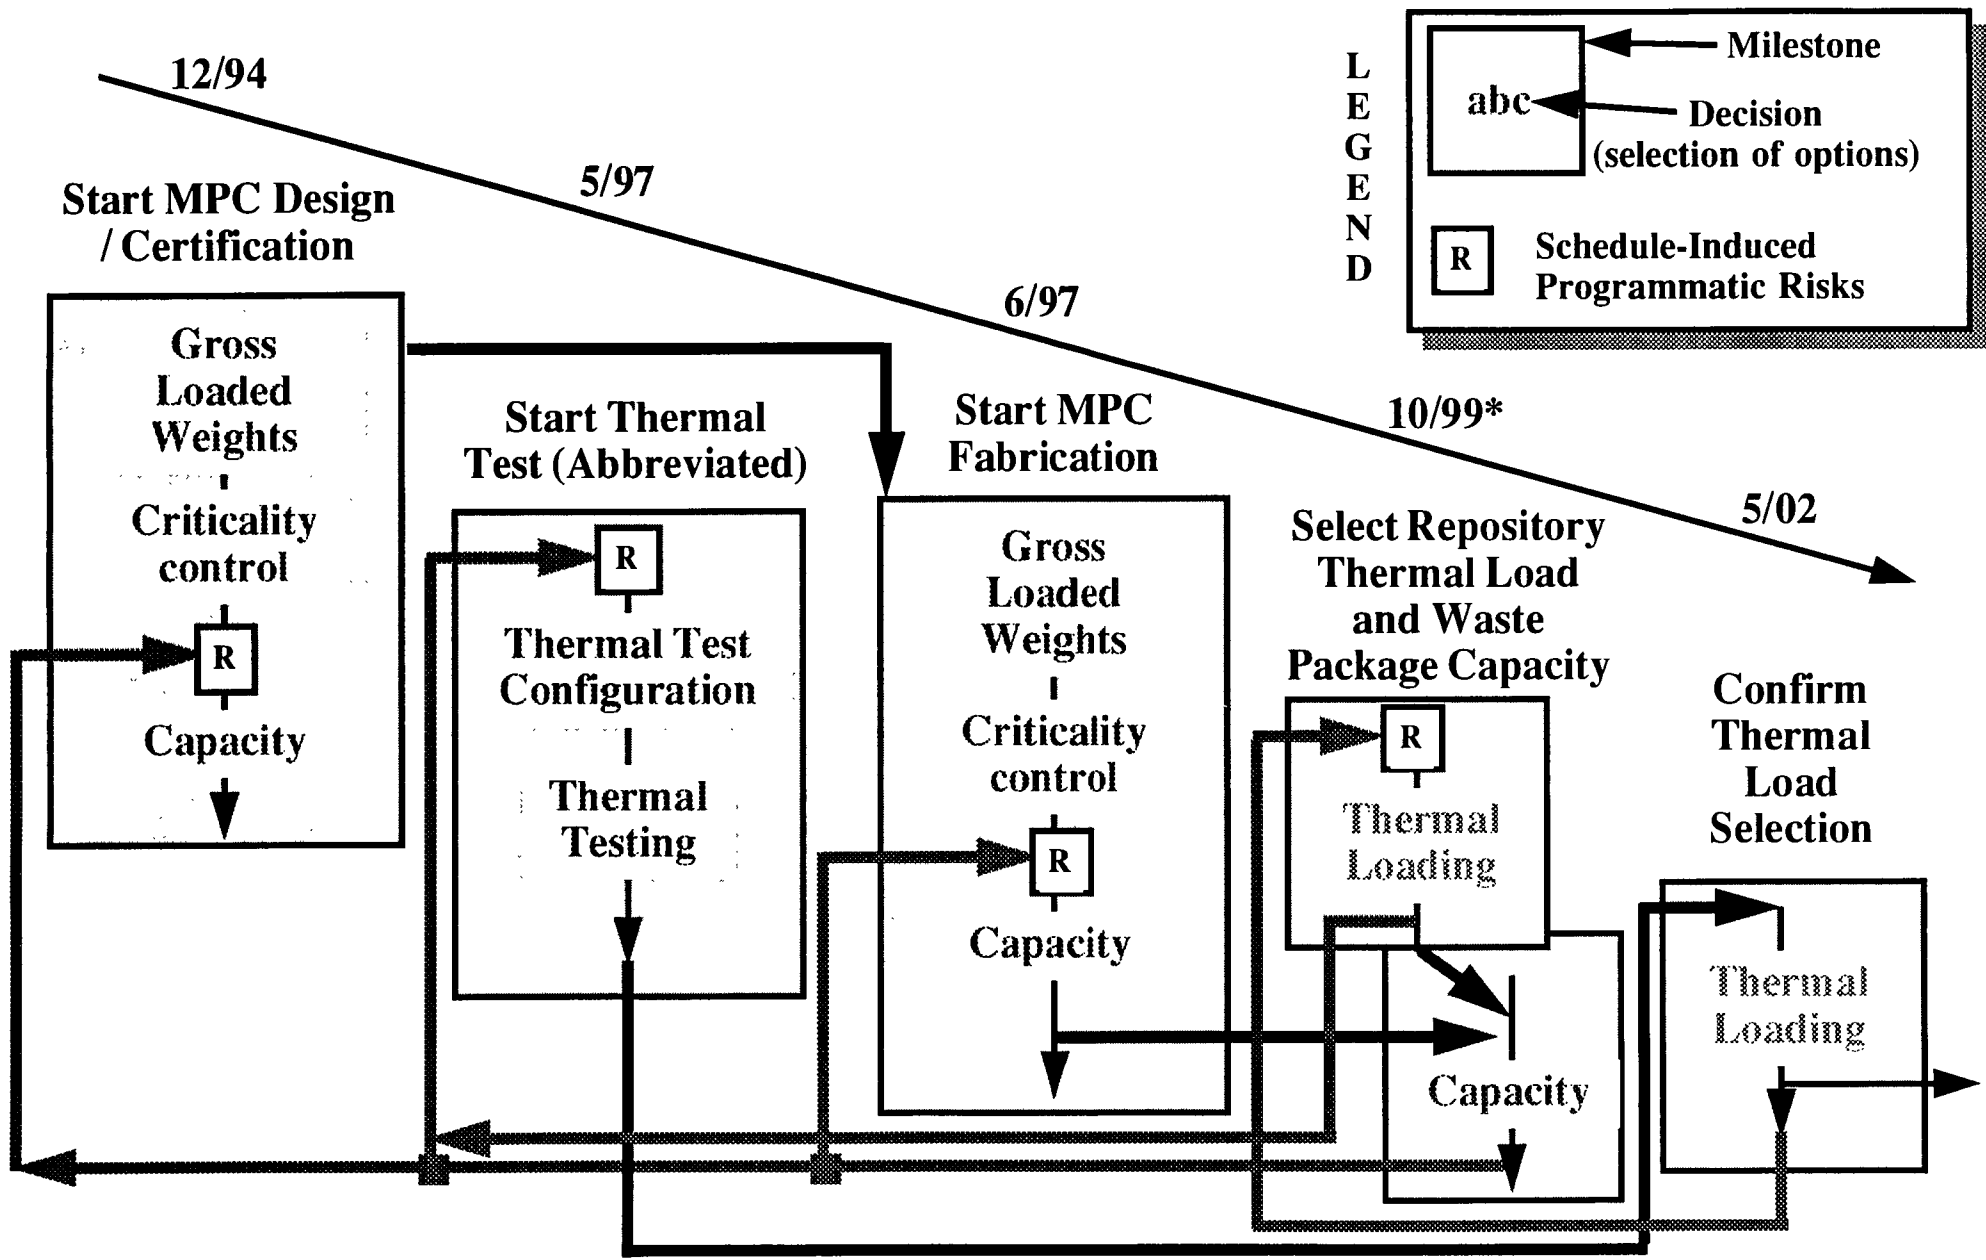 12/94
5/97
6/97
10/99*
5/02
L
E
G
E
N
D
abc
Milestone
Decision
(selection of options)
R
Schedule-Induced
Programmatic Risks
Start MPC Design
/ Certification
Gross
Loaded
Weights
Criticality
control
R
Capacity
Start Thermal
Test (Abbreviated)
R
Thermal Test
Configuration
Thermal
Testing
Start MPC
Fabrication
Gross
Loaded
Weights
Criticality
control
R
Capacity
Select Repository
Thermal Load
and Waste
Package Capacity
R
Thermal
Loading
Capacity
Confirm
Thermal
Load
Selection
Thermal
Loading